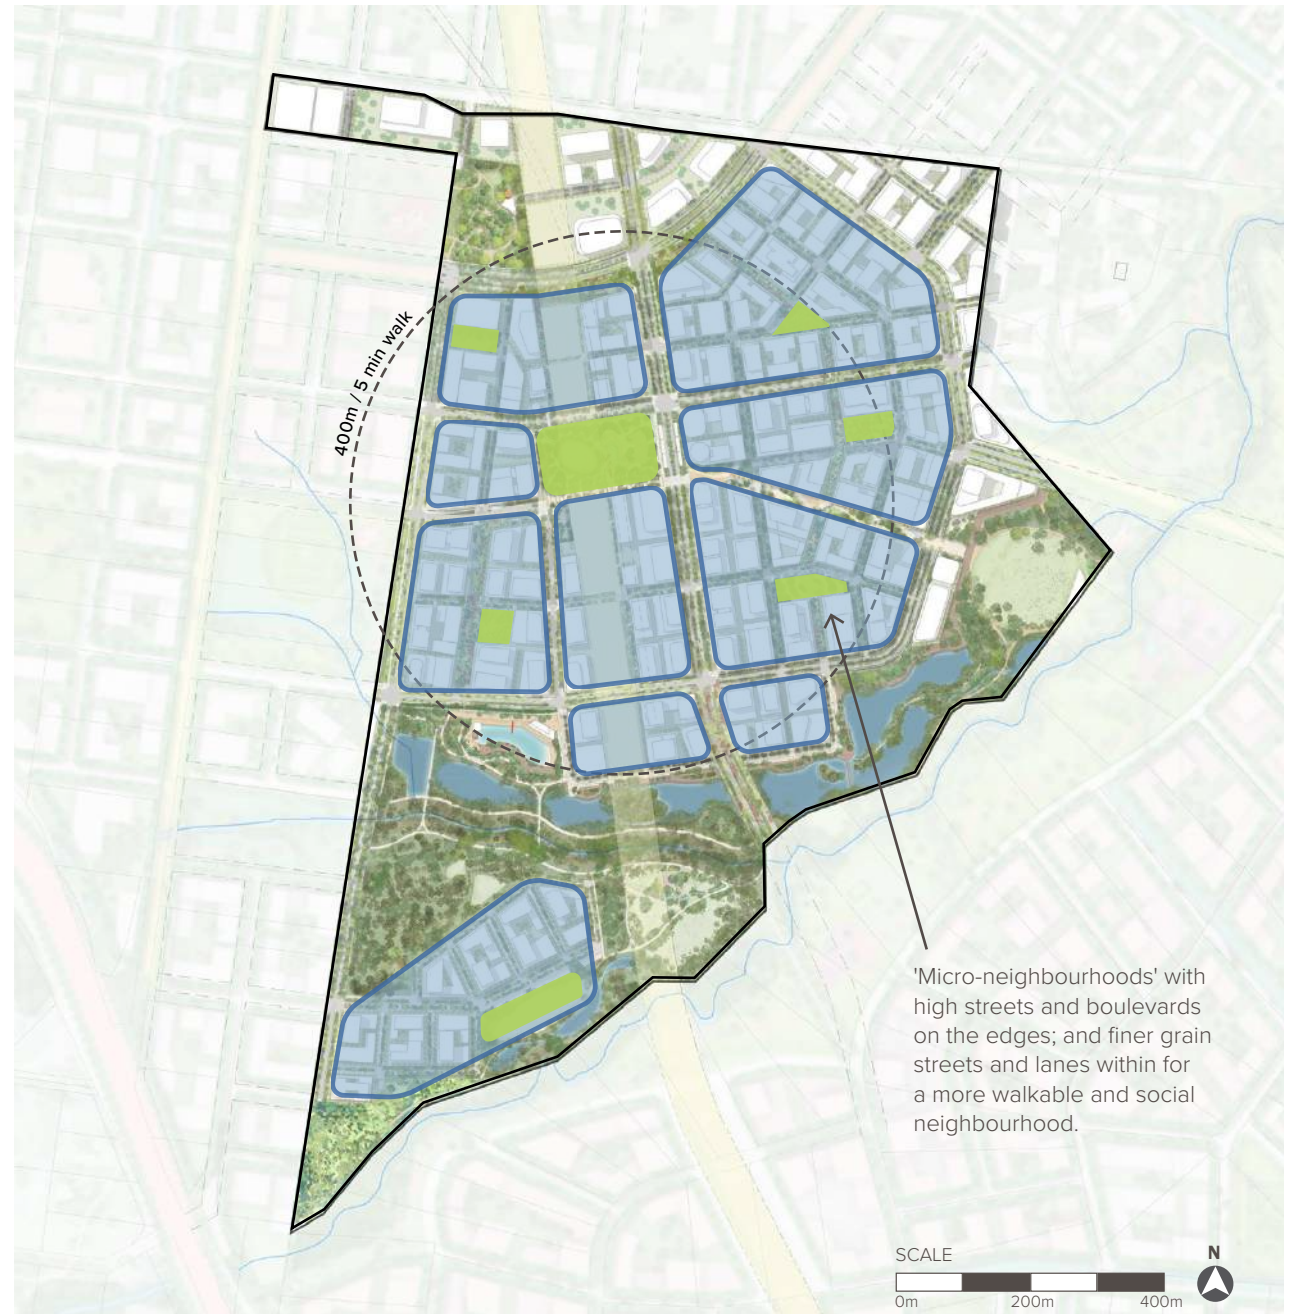 400m / 5 min walk
'Micro-neighbourhoods' with
high streets and boulevards
on the edges; and finer grain
streets and lanes within for
a more walkable and social
neighbourhood.
SCALE
N
0m 200m 400m